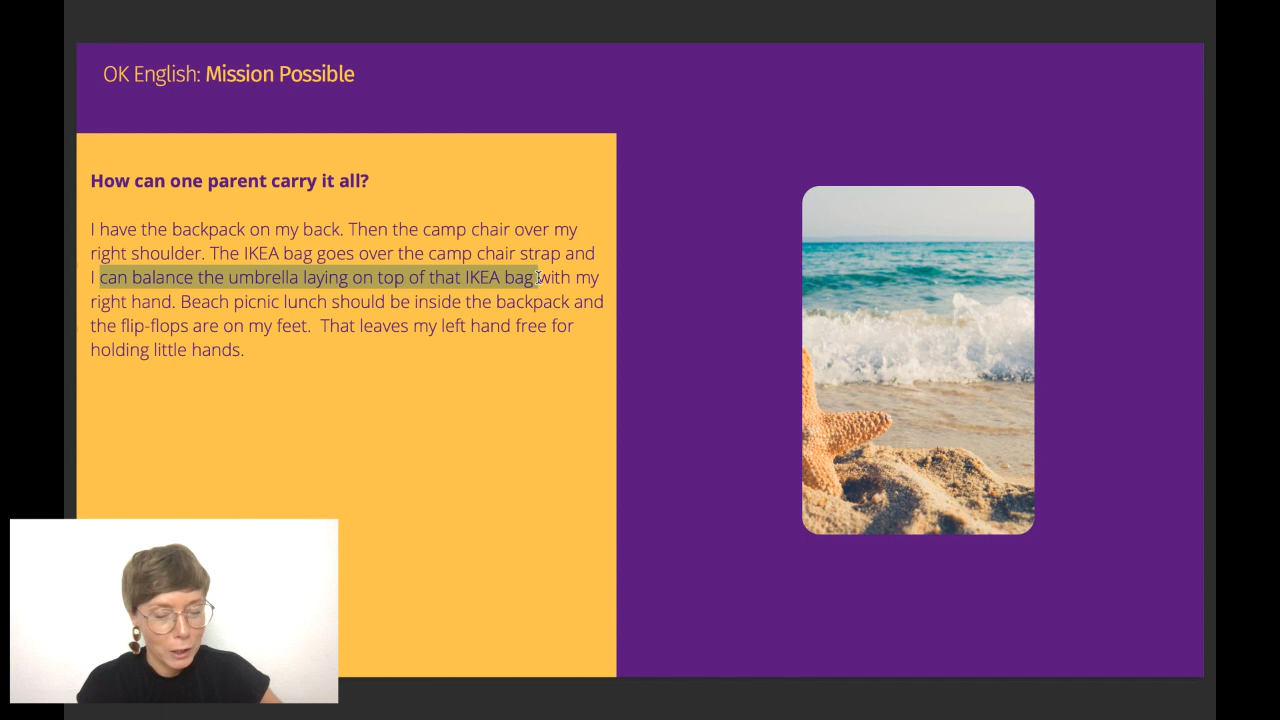 OK English: Mission Possible
How can one parent carry it all?
I have the backpack on my back. Then the camp chair over my
right shoulder. The IKEA bag goes over the camp chair strap and
I can balance the umbrella laying on top of that IKEA bag with my
right hand. Beach picnic lunch should be inside the backpack and
the flip-flops are on my feet.  That leaves my left hand free for
holding little hands.